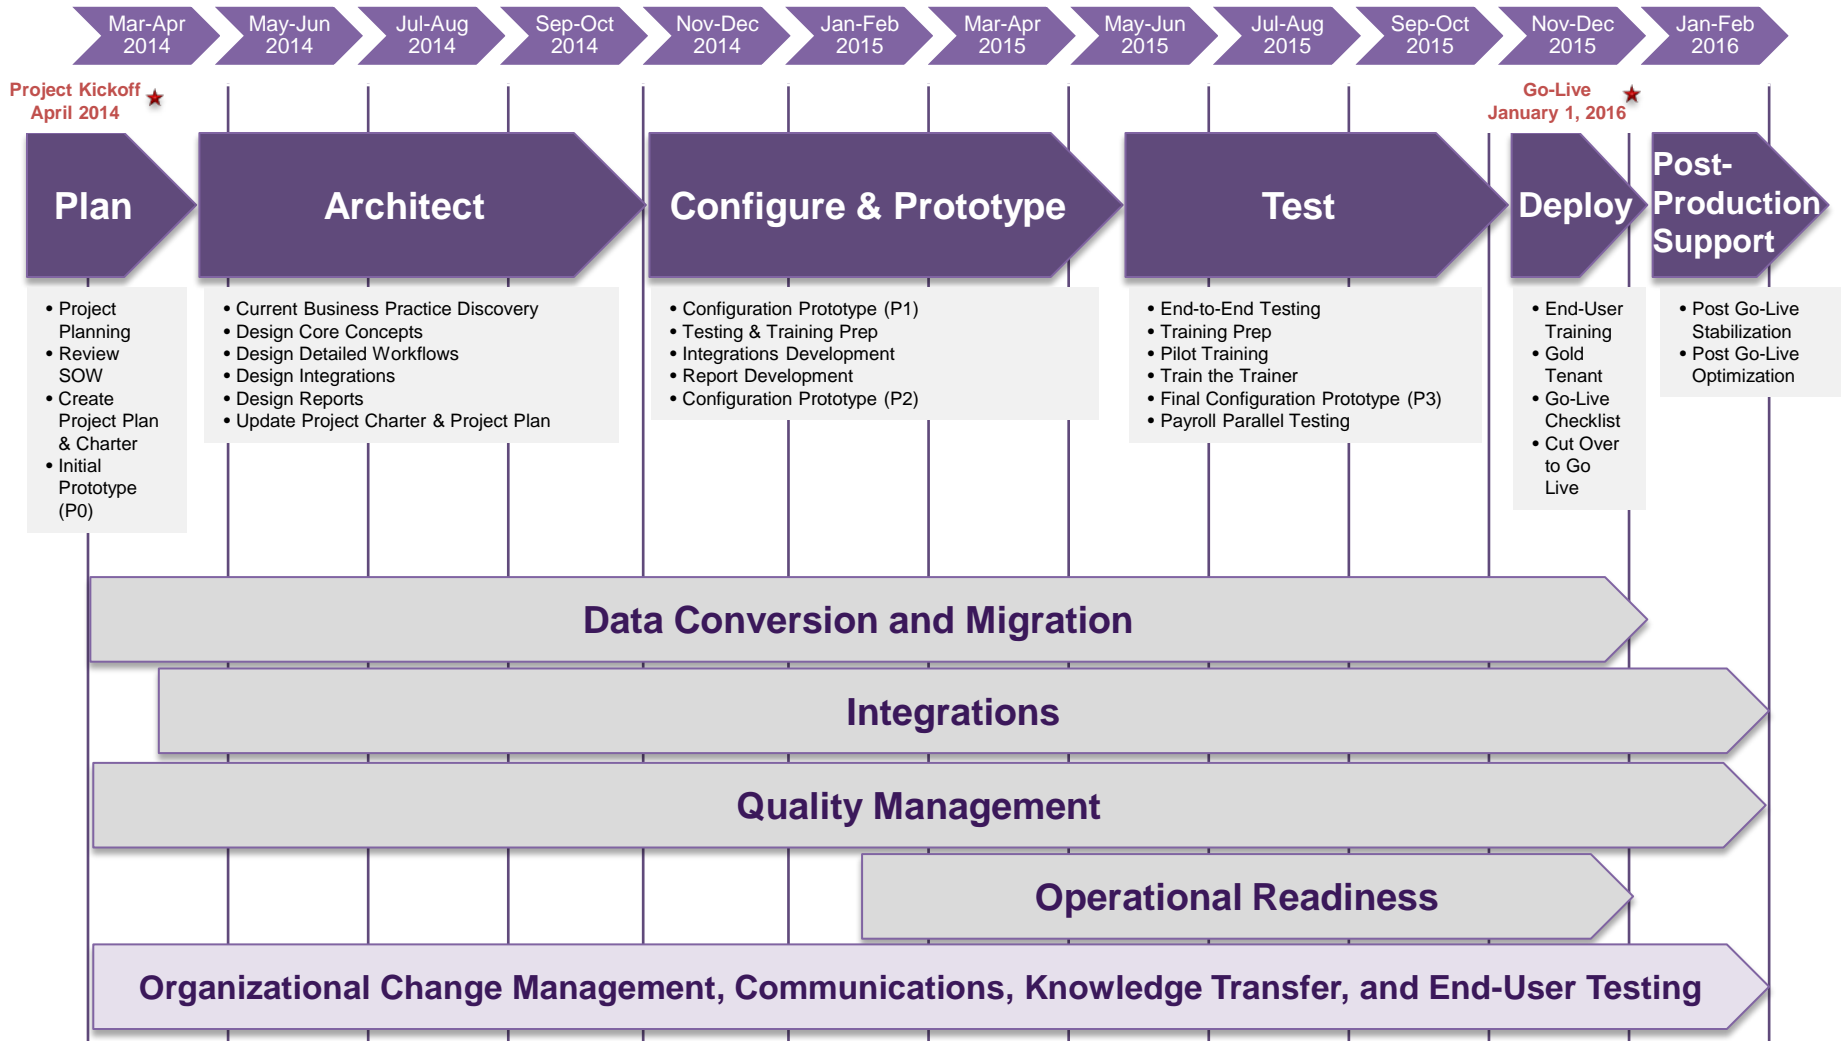 Mar-Apr
2014
May-Jun
2014
Jul-Aug
2014
Sep-Oct
2014
Nov-Dec
2014
Jan-Feb
2015
Mar-Apr
2015
May-Jun
2015
Jul-Aug
2015
Sep-Oct
2015
Nov-Dec
2015
Jan-Feb
2016
Project Kickoff
April 2014
Go-Live
January 1, 2016
Plan
Architect
Configure & Prototype
Test
Deploy
Post-
Production
Support
• Project
Planning
• Review
SOW
• Create
Project Plan
& Charter
• Initial
Prototype
(P0)
• Current Business Practice Discovery
• Design Core Concepts
• Design Detailed Workflows
• Design Integrations
• Design Reports
• Update Project Charter & Project Plan
• Configuration Prototype (P1)
• Testing & Training Prep
• Integrations Development
• Report Development
• Configuration Prototype (P2)
• End-to-End Testing
• Training Prep
• Pilot Training
• Train the Trainer
• Final Configuration Prototype (P3)
• Payroll Parallel Testing
• End-User
Training
• Gold
Tenant
• Go-Live
Checklist
• Cut Over
to Go
Live
• Post Go-Live
Stabilization
• Post Go-Live
Optimization
Data Conversion and Migration
Integrations
Quality Management
Operational Readiness
Organizational Change Management, Communications, Knowledge Transfer, and End-User Testing